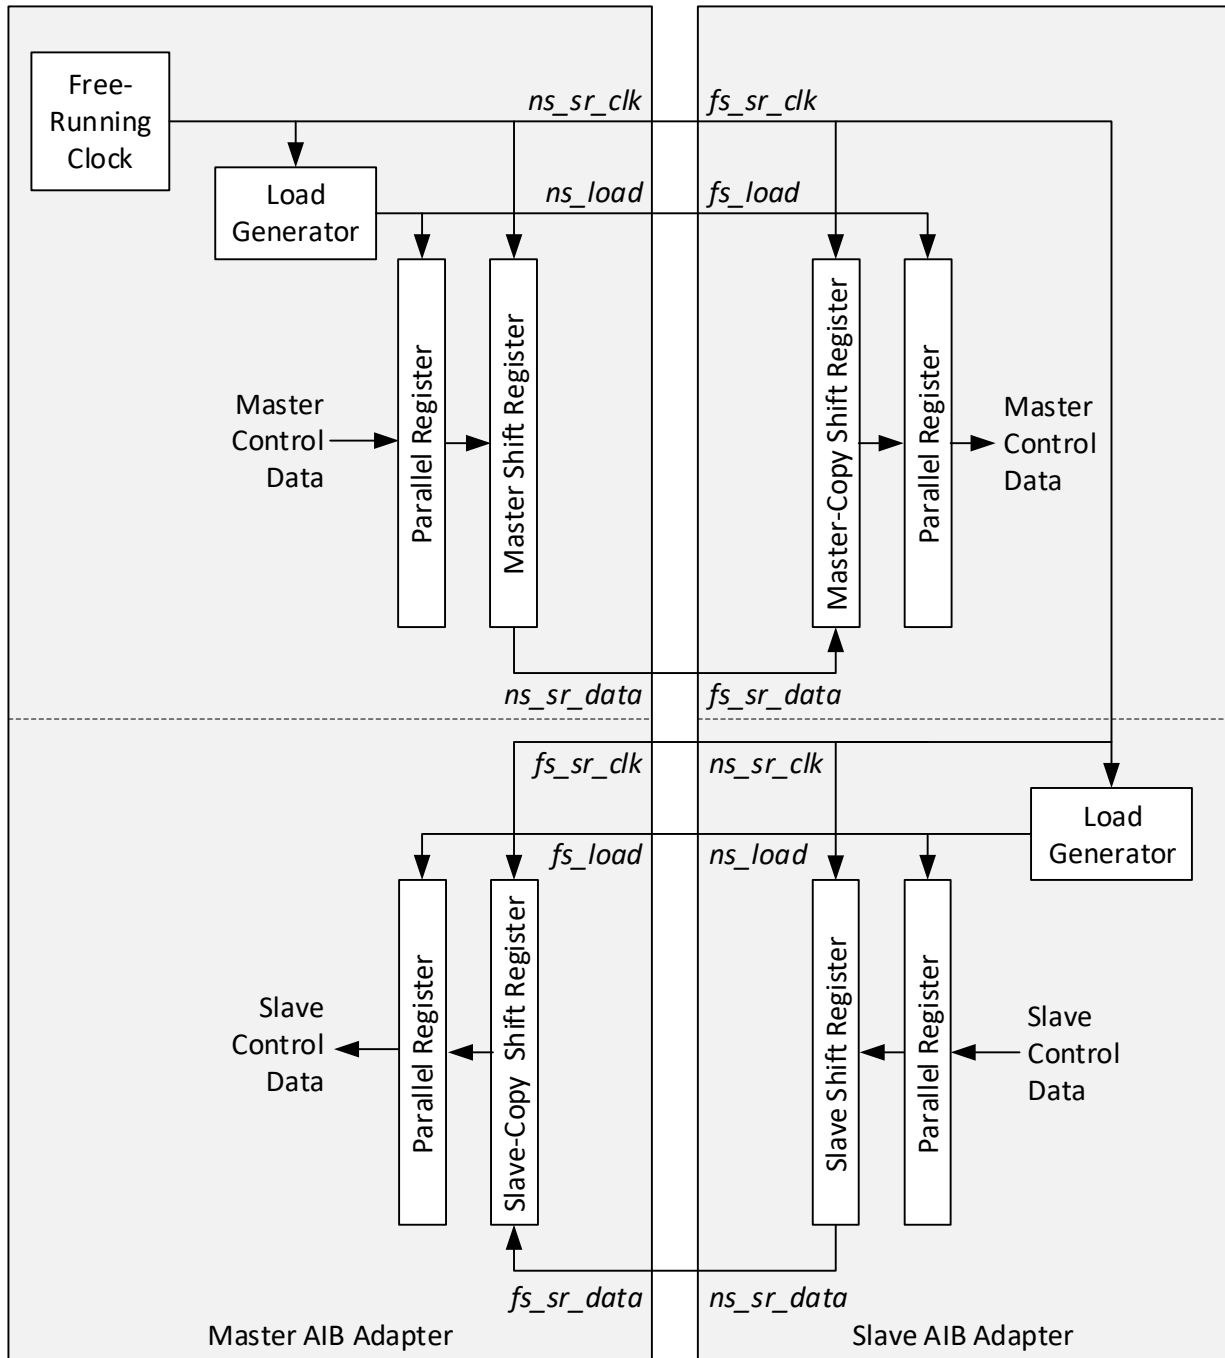 Free-
Running
Clock
ns_sr_clk
fs_sr_clk
Load
Generator
ns_load
fs_load
Master
Control
Data
Parallel Register
Master Shift Register
Master-Copy Shift Register
Parallel Register
Master
Control
Data
ns_sr_data
fs_sr_data
fs_sr_clk
ns_sr_clk
Load
Generator
fs_load
ns_load
Slave
Control
Data
Parallel Register
Slave-Copy Shift Register
Slave Shift Register
Parallel Register
Slave
Control
Data
fs_sr_data
ns_sr_data
Master AIB Adapter
Slave AIB Adapter